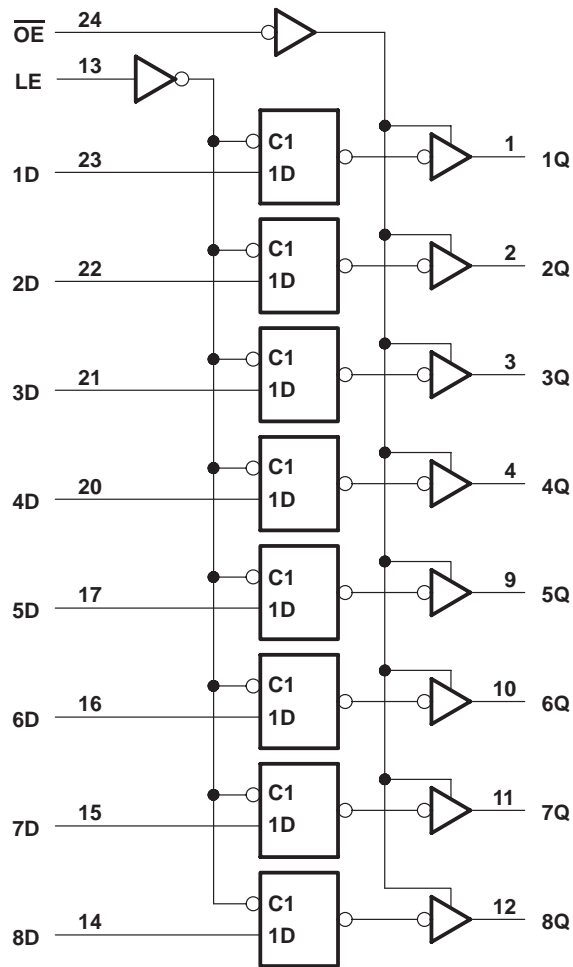 O̅E̅ 24
LE 13
C1 1 1Q
1D 23 1D
C1 2 2Q
2D 22 1D
C1 3 3Q
3D 21 1D
C1 4 4Q
4D 20 1D
C1 9 5Q
5D 17 1D
C1 10 6Q
6D 16 1D
C1 11 7Q
7D 15 1D
C1 12 8Q
8D 14 1D